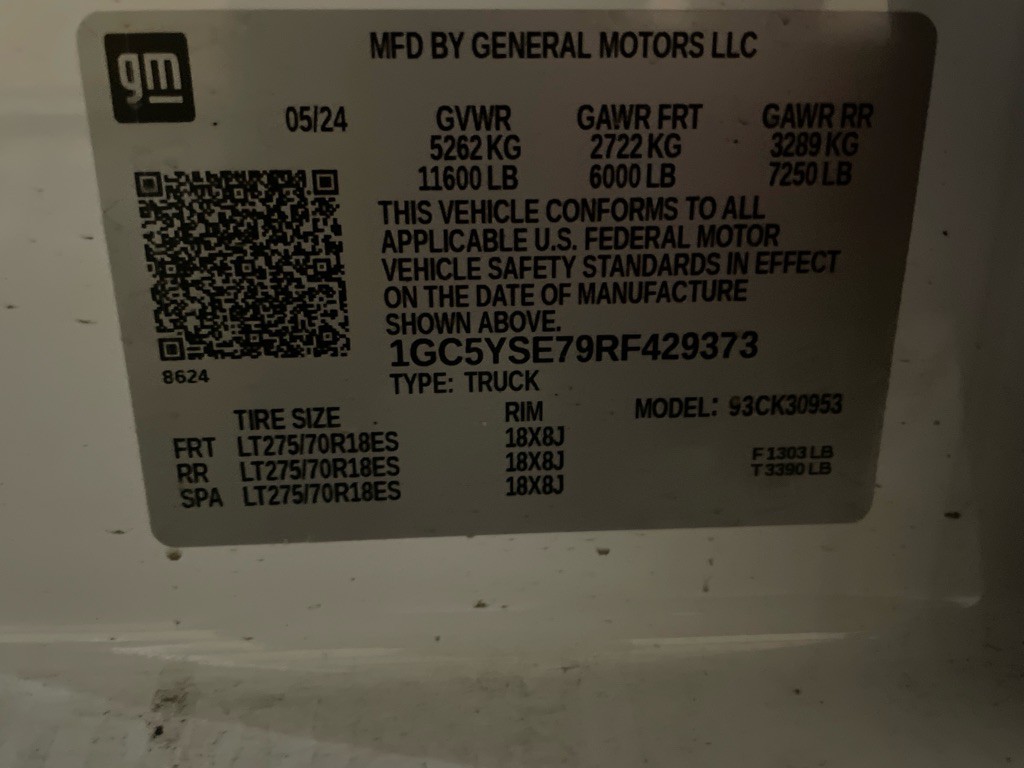 gm
MFD BY GENERAL MOTORS LLC
05/24 GVWR GAWR FRT GAWR RR
5262 KG 2722 KG 3289 KG
11600 LB 6000 LB 7250 LB
THIS VEHICLE CONFORMS TO ALL
APPLICABLE U.S. FEDERAL MOTOR
VEHICLE SAFETY STANDARDS IN EFFECT
ON THE DATE OF MANUFACTURE
SHOWN ABOVE.
1GC5YSE79RF429373
8624
TYPE: TRUCK
TIRE SIZE RIM MODEL: 93CK30953
FRT LT275/70R18ES 18X8J
RR LT275/70R18ES 18X8J
SPA LT275/70R18ES 18X8J
F 1303 LB
T 3390 LB